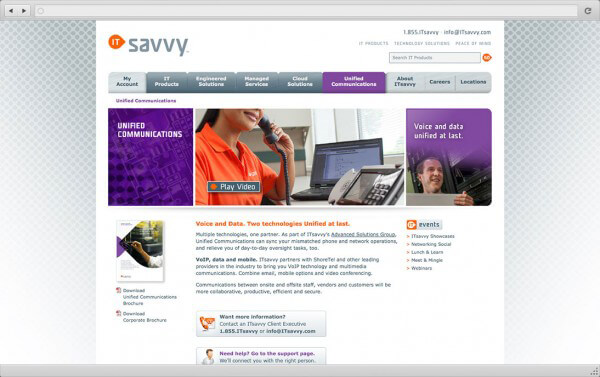 IT savvy
1.855.ITsavvy info@ITsavvy.com
IT PRODUCTS TECHNOLOGY SOLUTIONS PEACE OF MIND
Search IT Products
GO
My Account
IT Products
Engineered Solutions
Managed Services
Cloud Solutions
Unified Communications
About ITsavvy
Careers
Locations
Unified Communications
UNIFIED
COMMUNICATIONS
Play Video
Voice and data
unified at last.
Voice and Data. Two technologies Unified at last.
Multiple technologies, one partner. As part of ITsavvy's Advanced Solutions Group,
Unified Communications can sync your mismatched phone and network operations,
and relieve you of day-to-day oversight tasks, too.
VoIP, data and mobile. ITsavvy partners with ShoreTel and other leading
providers in the industry to bring you VoIP technology and multimedia
communications. Combine email, mobile options and video conferencing.
Communications between onsite and offsite staff, vendors and customers will be
more collaborative, productive, efficient and secure.
Download
Unified Communications
Brochure
Download
Corporate Brochure
events
ITsavvy Showcases
Networking Social
Lunch & Learn
Meet & Mingle
Webinars
Want more information?
Contact an ITsavvy Client Executive
1.855.ITsavvy or info@ITsavvy.com
Need help? Go to the support page.
We'll connect you with the right person.